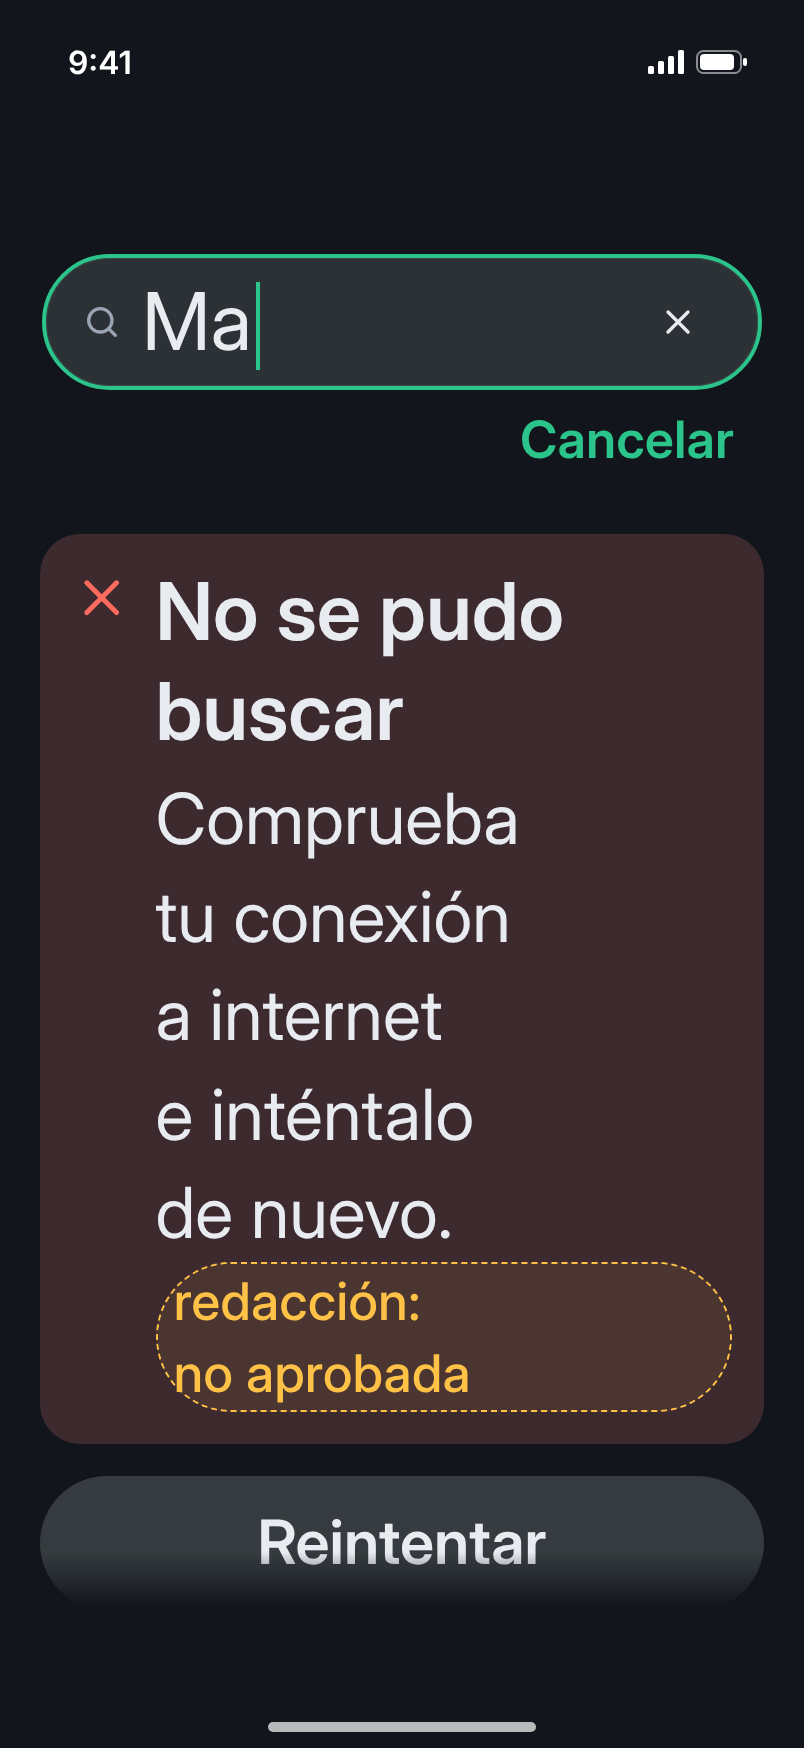 9:41
Ma
Cancelar
No se pudo
buscar
Comprueba
tu conexión
a internet
e inténtalo
de nuevo.
redacción:
no aprobada
Reintentar